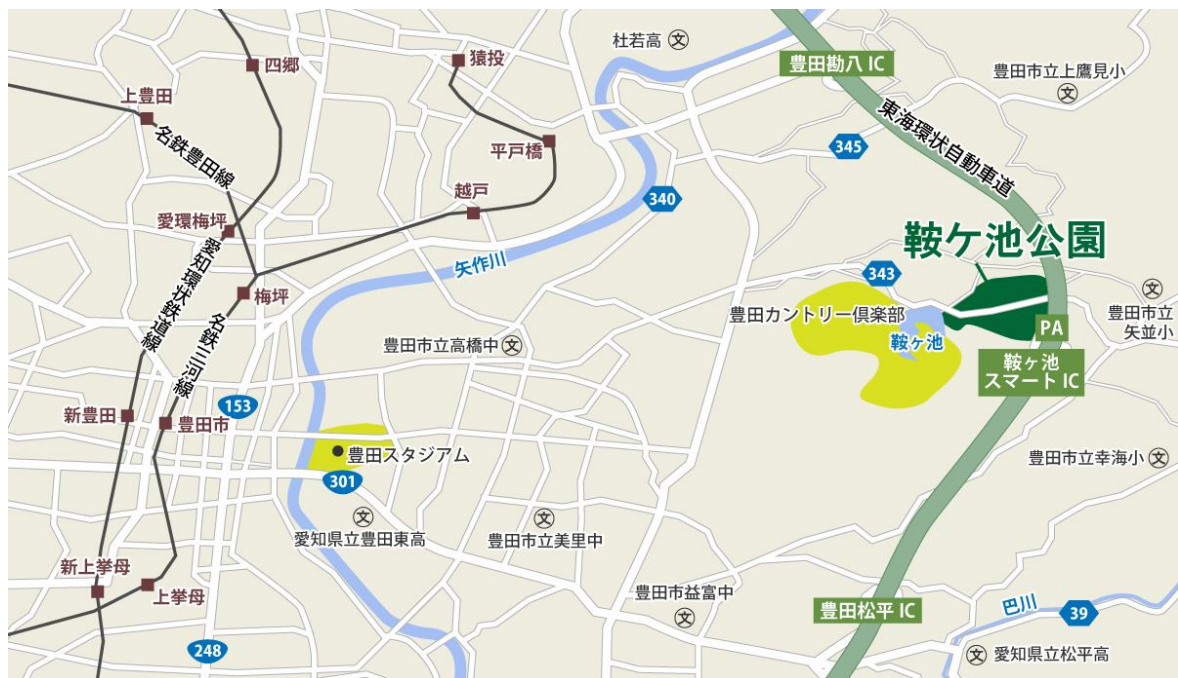 杜若高
文
四郷
猿投
豊田勘八 IC
豊田市立上鷹見小
文
上豊田
名鉄豊田線
平戸橋
345
東海環状自動車道
越戸
340
愛環梅坪
鞍ケ池公園
矢作川
343
愛知環状鉄道線
梅坪
豊田カントリー倶楽部
鞍ヶ池
文
豊田市立
矢並小
PA
名鉄三河線
豊田市立高橋中
文
鞍ヶ池
スマート IC
153
新豊田
豊田市
豊田スタジアム
301
豊田市立幸海小
文
文
愛知県立豊田東高
文
豊田市立美里中
新上挙母
上挙母
豊田市益富中
文
豊田松平 IC
巴川
39
248
文
愛知県立松平高